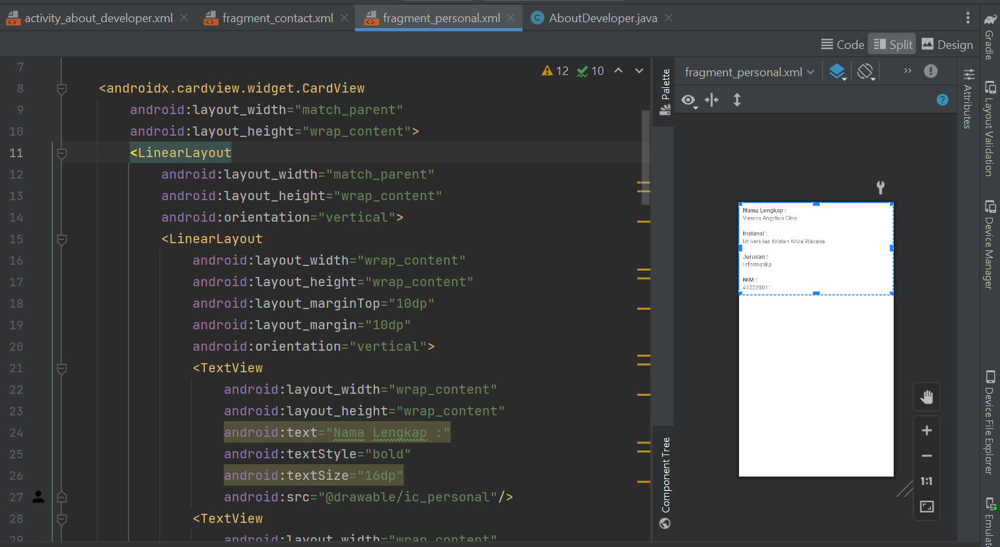 activity_about_developer.xml
fragment_contact.xml
fragment_personal.xml
AboutDeveloper.java
Code
Split
Design
12
10
7
8 <androidx.cardview.widget.CardView
9 android:layout_width="match_parent"
10 android:layout_height="wrap_content">
11 <LinearLayout
12 android:layout_width="match_parent"
13 android:layout_height="wrap_content"
14 android:orientation="vertical">
15 <LinearLayout
16 android:layout_width="wrap_content"
17 android:layout_height="wrap_content"
18 android:layout_marginTop="10dp"
19 android:layout_margin="10dp"
20 android:orientation="vertical">
21 <TextView
22 android:layout_width="wrap_content"
23 android:layout_height="wrap_content"
24 android:text="Nama Lengkap :"
25 android:textStyle="bold"
26 android:textSize="16dp"
27 android:src="@drawable/ic_personal"/>
28 <TextView
29 android:layout_width="wrap_content"
Palette
Component Tree
fragment_personal.xml
Nama Lengkap :
Vaneza Angelica Citra
Instansi :
Universitas Kristen Krida Wacana
Jurusan :
Informatika
NIM :
412020011
1:1
Attributes
Gradle
Layout Validation
Device Manager
Device File Explorer
Emulat